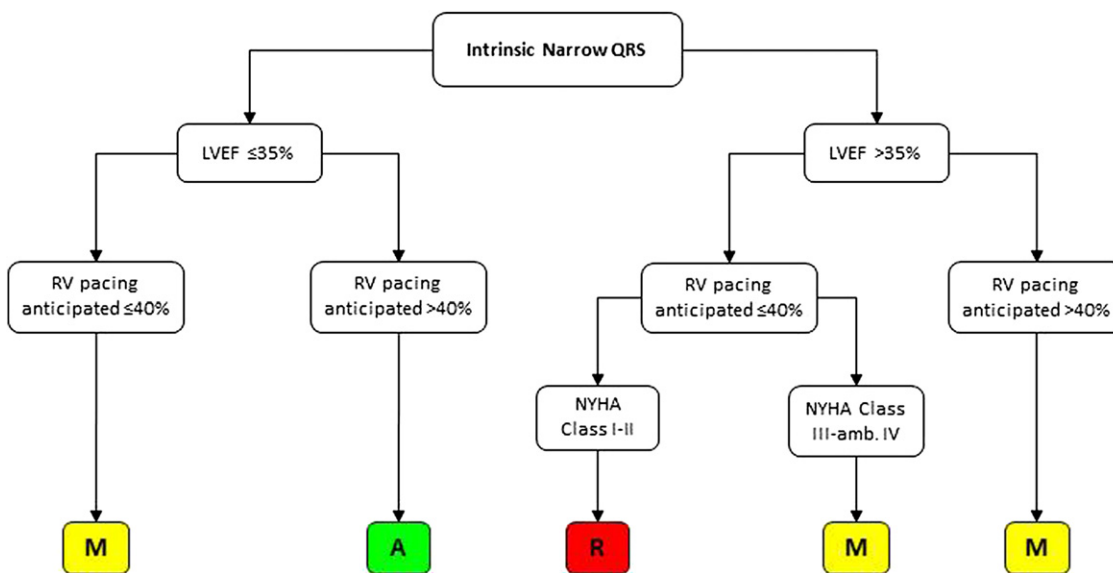 Intrinsic Narrow QRS
LVEF ≤35%
LVEF >35%
RV pacing
anticipated ≤40%
RV pacing
anticipated >40%
RV pacing
anticipated ≤40%
RV pacing
anticipated >40%
NYHA
Class I-II
NYHA Class
III-amb. IV
M
A
R
M
M